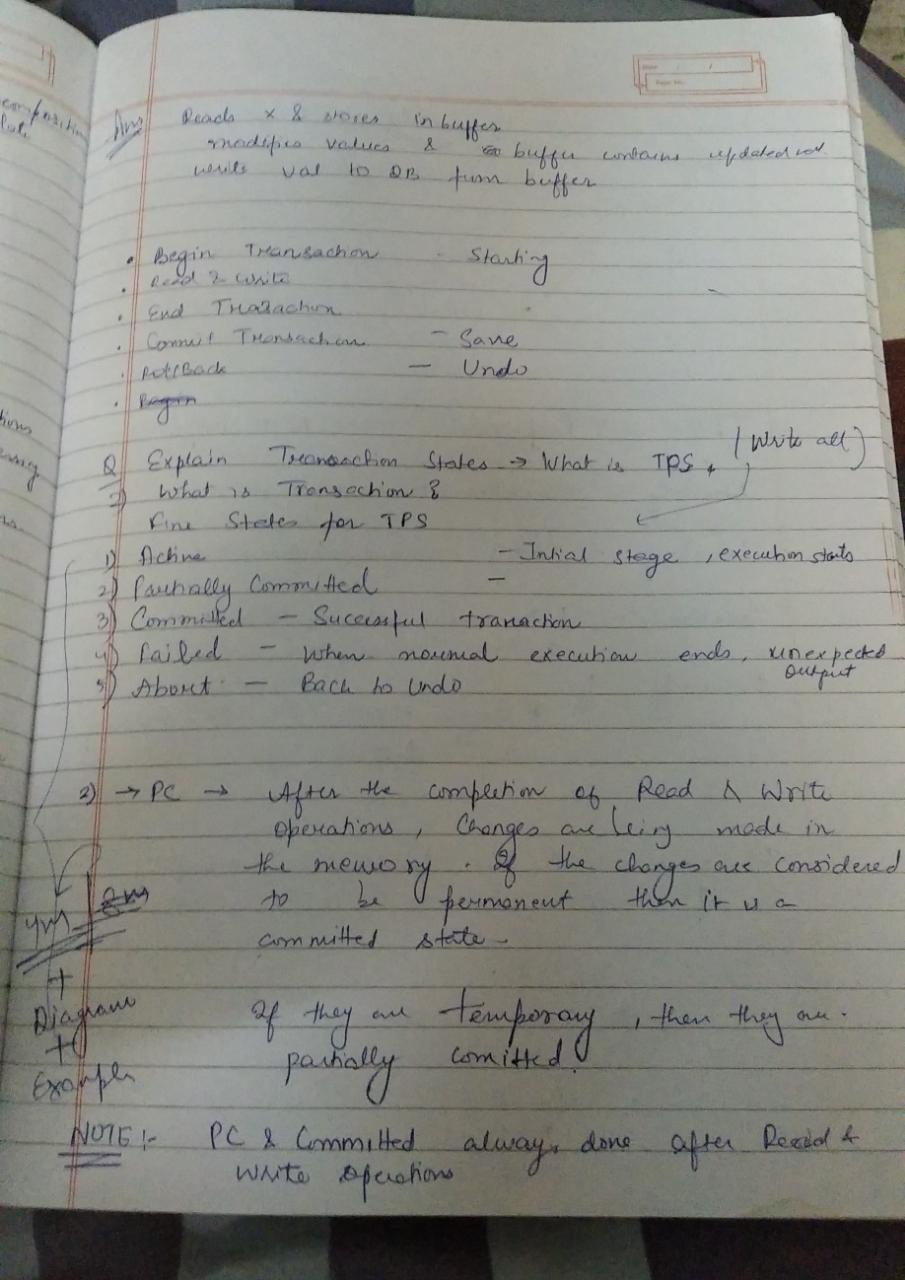 composition
Ans Reads x & stores in buffer
modifies values & buffer contains updated val
write val to DB from buffer
• Begin Transaction - Starting
• Read & Write
• End Trasaction
• Commit Transaction - Save
• RollBack - Undo
• Begin
Q Explain Transaction States → What is TPS, (Write all)
2) What is Transaction &
Five States for TPS
1) Active - Intial stage, execution starts
2) Partially Committed -
3) Committed - Sucessful tranaction
4) Failed - When normal execution ends, unexpected
output
5) Abort - Back to Undo
2) → PC → After the completion of Read & Write
operations, Changes are being made in
the memory. If the changes are considered
to be permanent then it is a
committed state.
4m
+
Diagram
+
Example
If they are temporary, then they are.
partially comitted.
NOTE :- PC & Committed always done after Read &
Write Operations